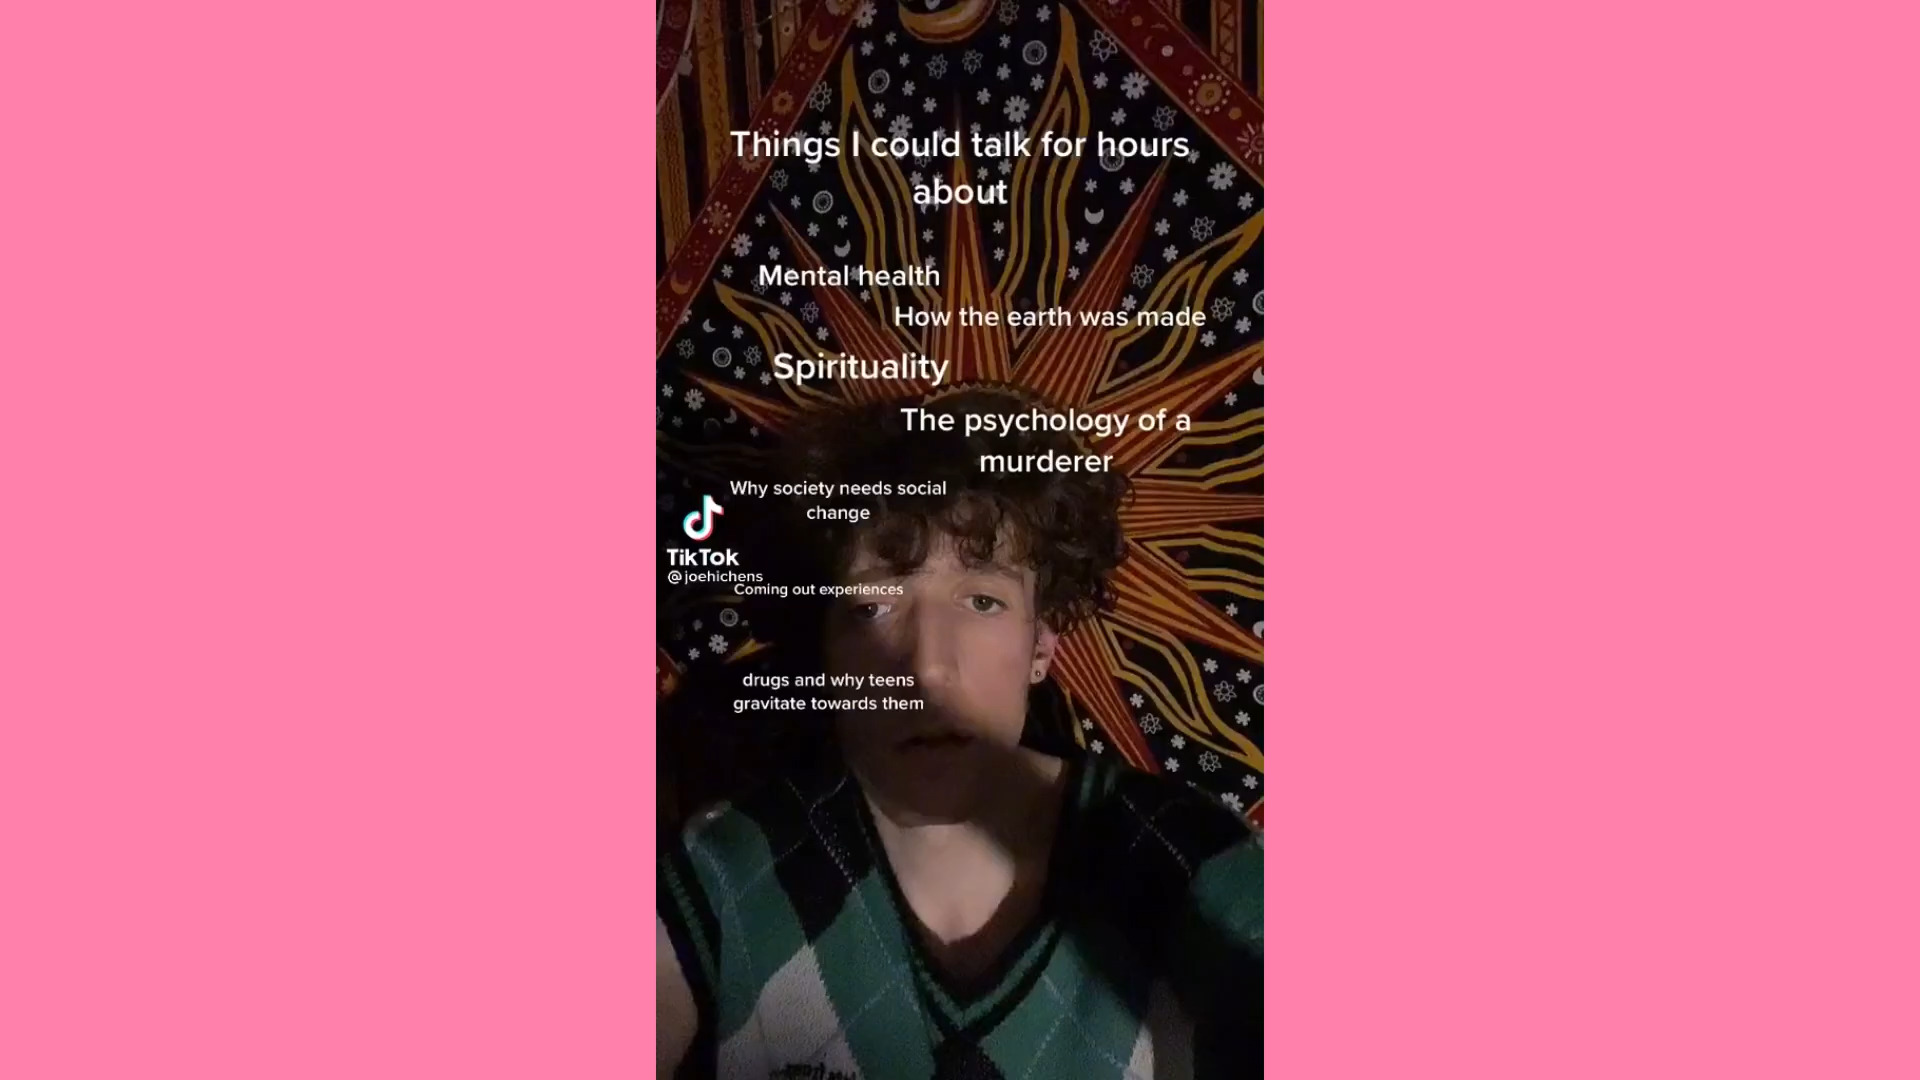 Things I could talk for hours
about
Mental health
How the earth was made
Spirituality
The psychology of a
murderer
Why society needs social
change
TikTok
@joehichens
Coming out experiences
drugs and why teens
gravitate towards them